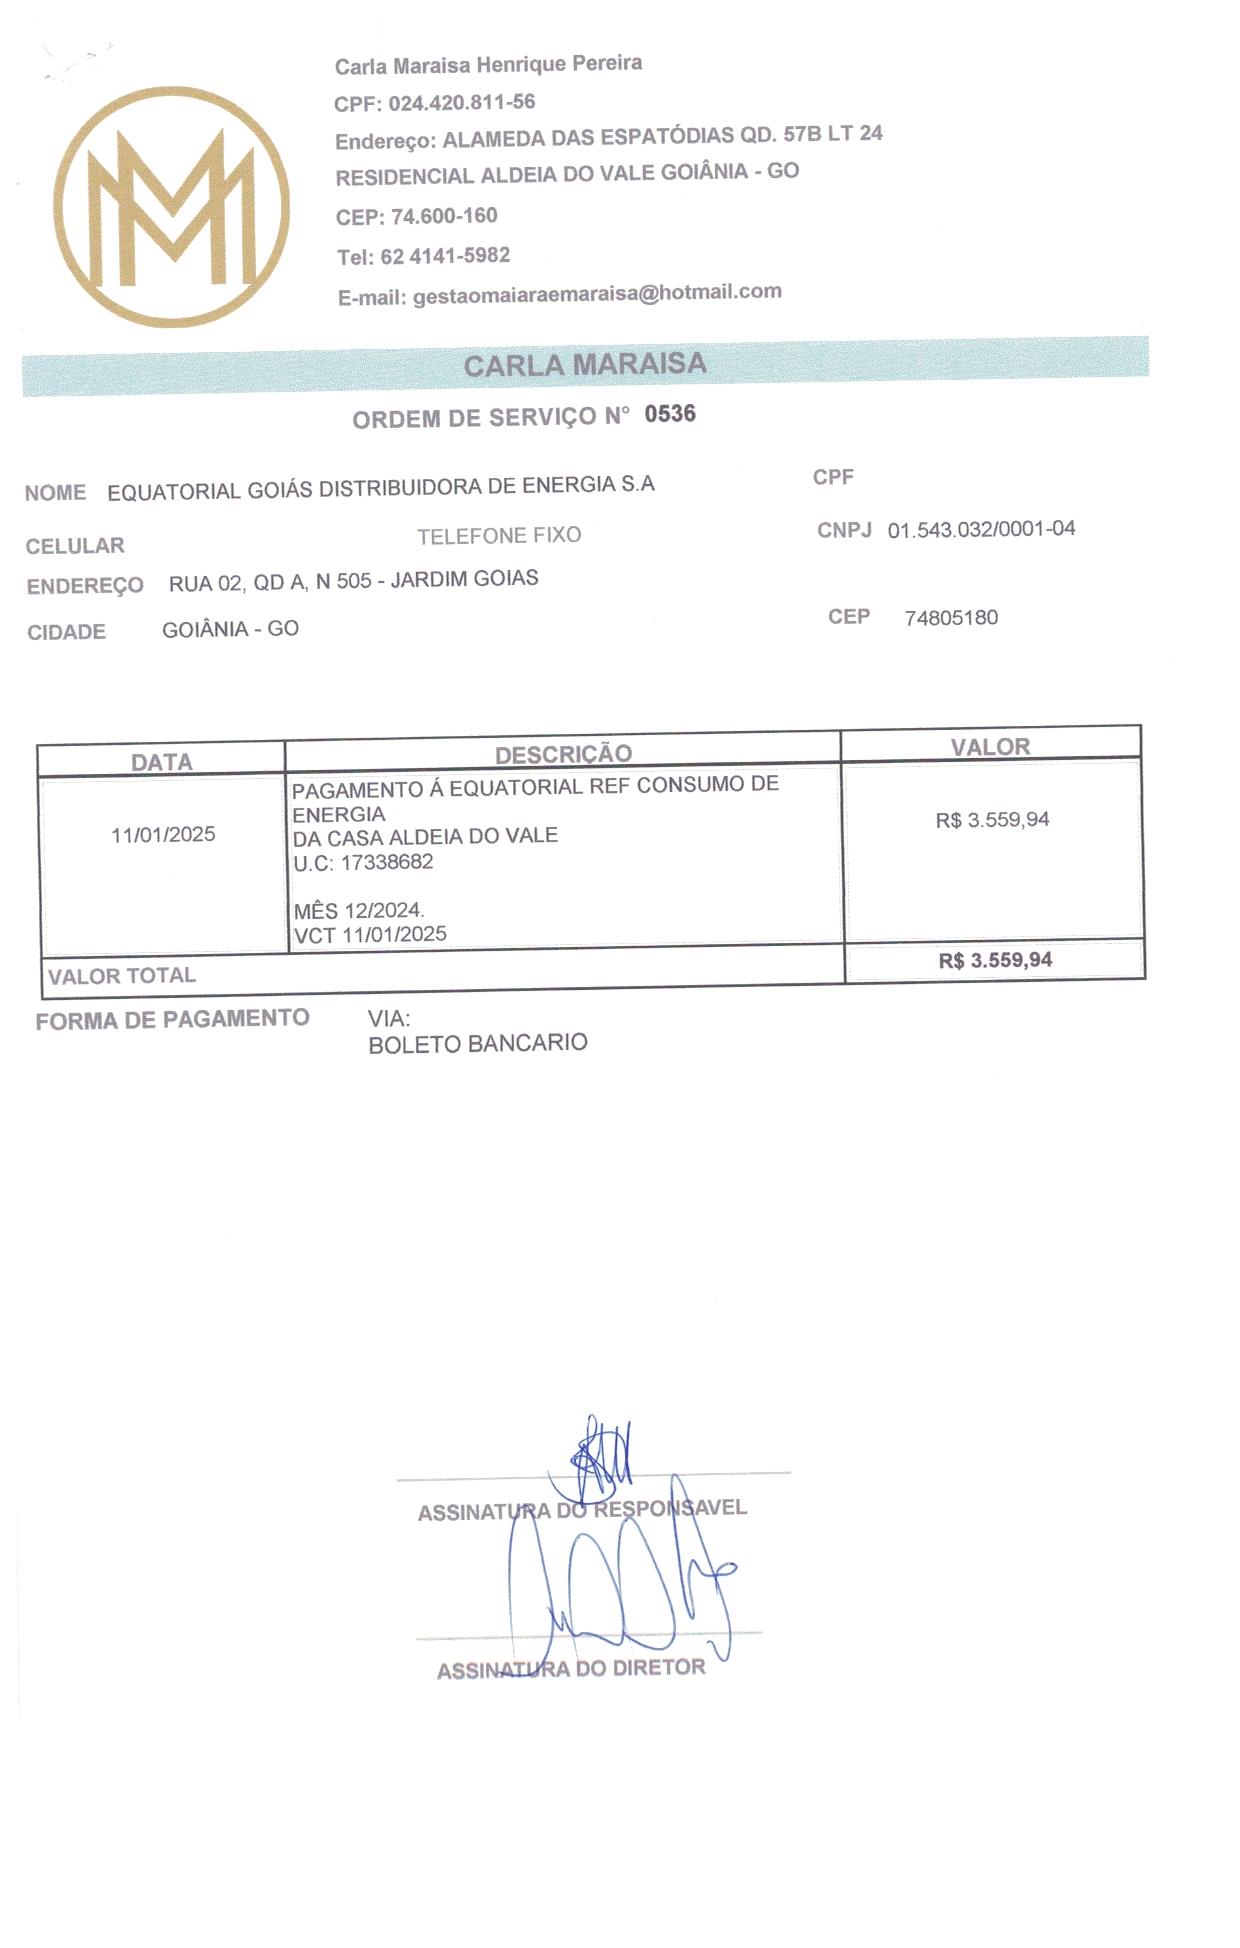 Carla Maraisa Henrique Pereira
CPF: 024.420.811-56
Endereço: ALAMEDA DAS ESPATÓDIAS QD. 57B LT 24
RESIDENCIAL ALDEIA DO VALE GOIÂNIA - GO
CEP: 74.600-160
Tel: 62 4141-5982
E-mail: gestaomaiaraemaraisa@hotmail.com
CARLA MARAISA
ORDEM DE SERVIÇO N° 0536
NOME EQUATORIAL GOIÁS DISTRIBUIDORA DE ENERGIA S.A CPF
CELULAR TELEFONE FIXO CNPJ 01.543.032/0001-04
ENDEREÇO RUA 02, QD A, N 505 - JARDIM GOIAS
CIDADE GOIÂNIA - GO CEP 74805180
DATA DESCRIÇÃO VALOR
PAGAMENTO Á EQUATORIAL REF CONSUMO DE
ENERGIA
11/01/2025 DA CASA ALDEIA DO VALE R$ 3.559,94
U.C: 17338682
MÊS 12/2024.
VCT 11/01/2025
VALOR TOTAL R$ 3.559,94
FORMA DE PAGAMENTO VIA:
BOLETO BANCARIO
ASSINATURA DO RESPONSAVEL
ASSINATURA DO DIRETOR